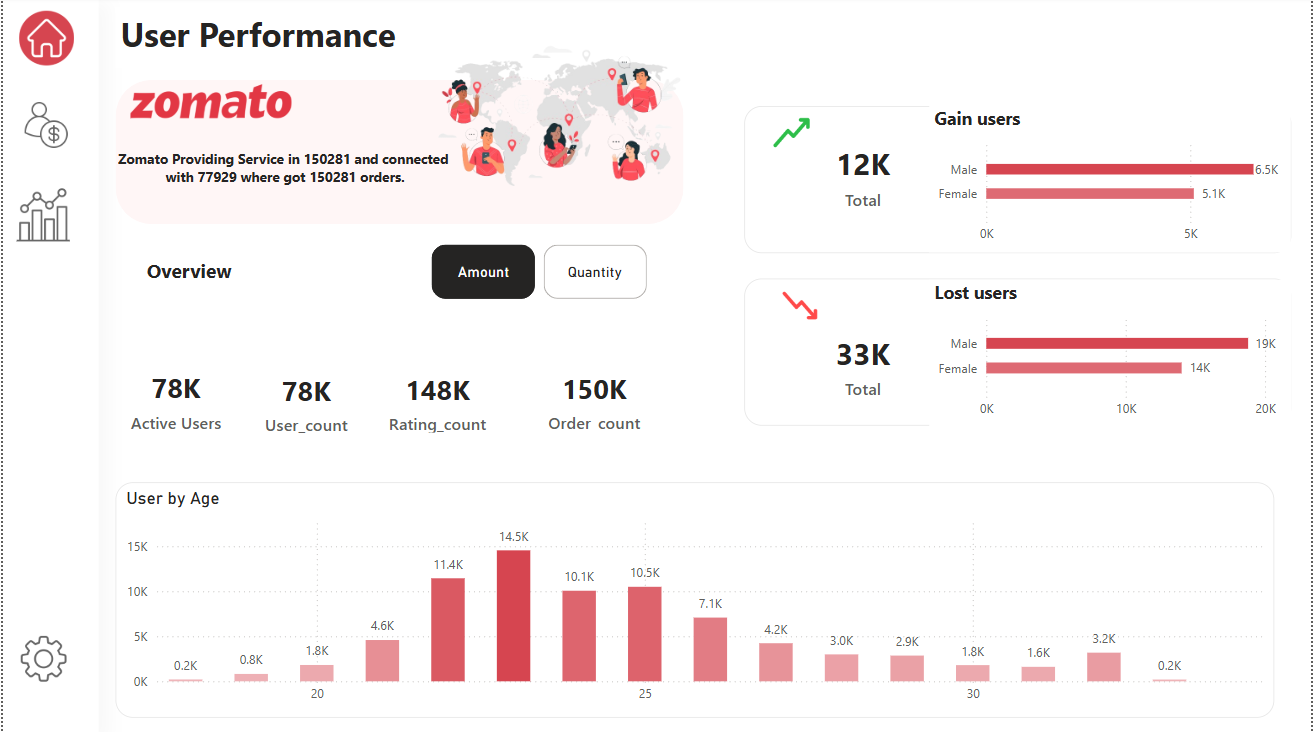 User Performance
zomato
Zomato Providing Service in 150281 and connected
with 77929 where got 150281 orders.
Overview
Amount
Quantity
78K
Active Users
78K
User_count
148K
Rating_count
150K
Order_count
12K
Total
Gain users
Male
6.5K
Female
5.1K
0K
5K
33K
Total
Lost users
Male
19K
Female
14K
0K
10K
20K
User by Age
15K
10K
5K
0K
0.2K
0.8K
1.8K
4.6K
11.4K
14.5K
10.1K
10.5K
7.1K
4.2K
3.0K
2.9K
1.8K
1.6K
3.2K
0.2K
20
25
30